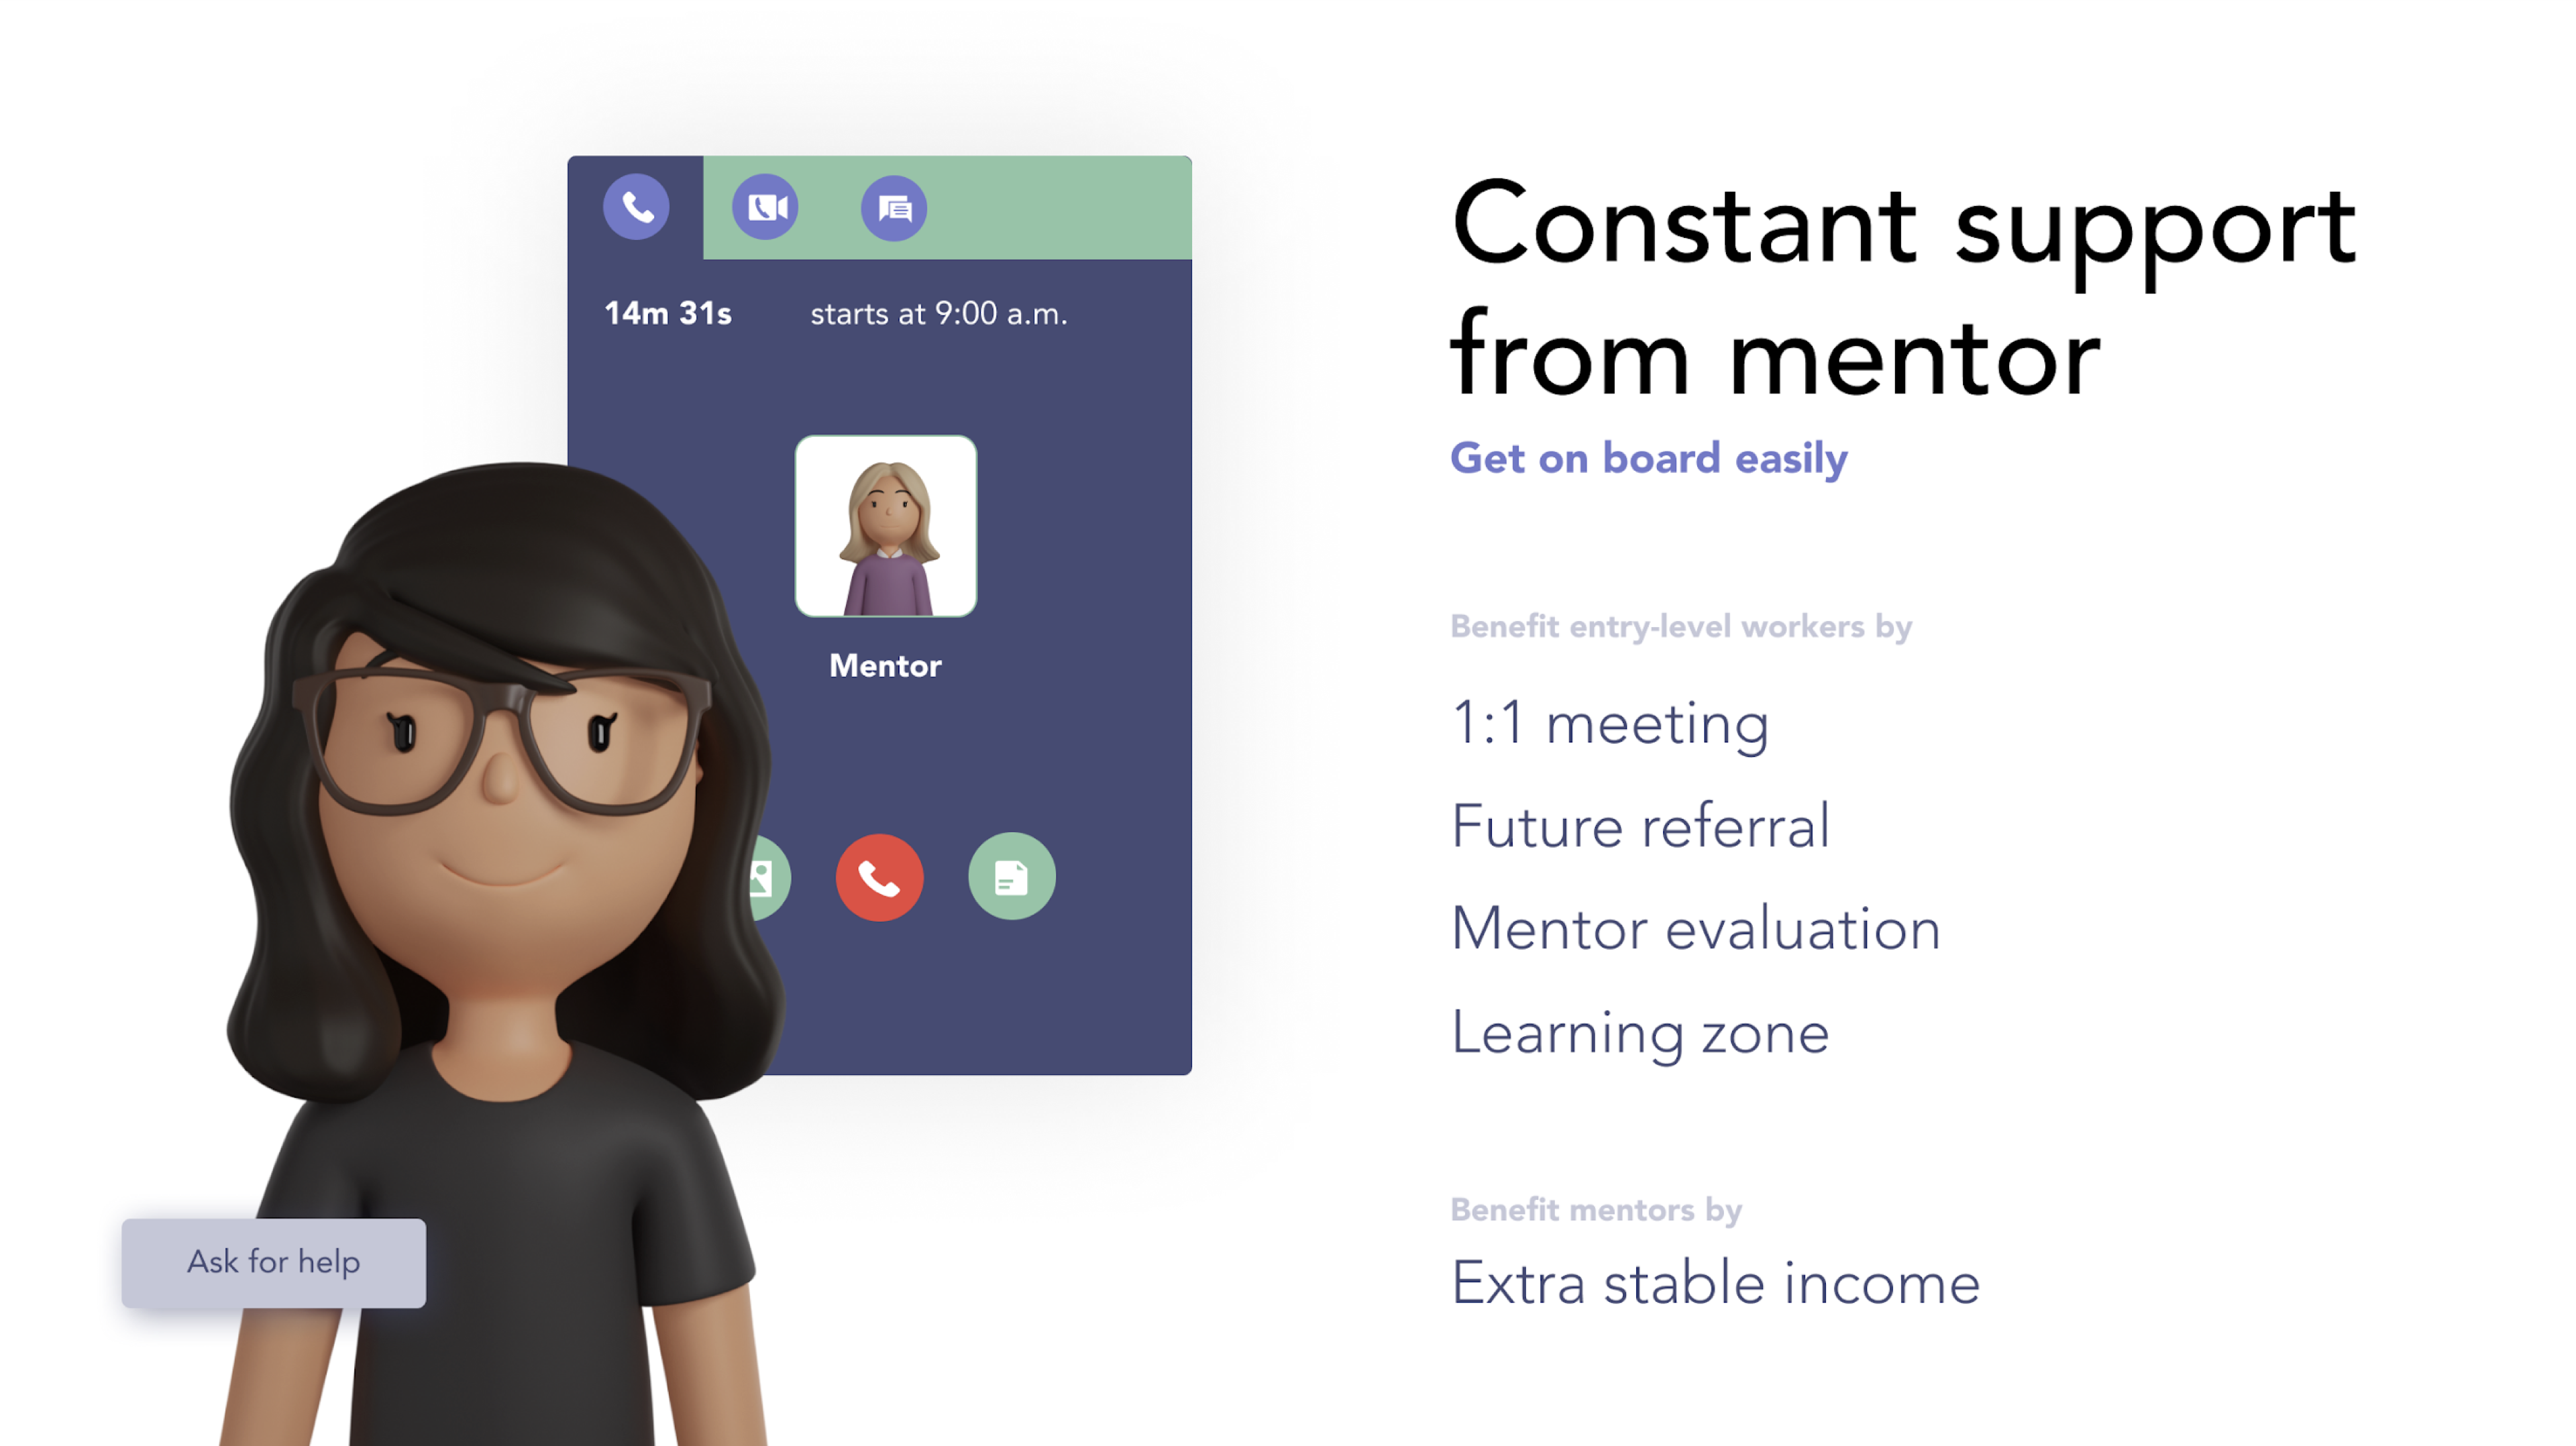 14m 31s starts at 9:00 a.m.
Mentor
Ask for help
Constant support
from mentor
Get on board easily
Benefit entry-level workers by
1:1 meeting
Future referral
Mentor evaluation
Learning zone
Benefit mentors by
Extra stable income